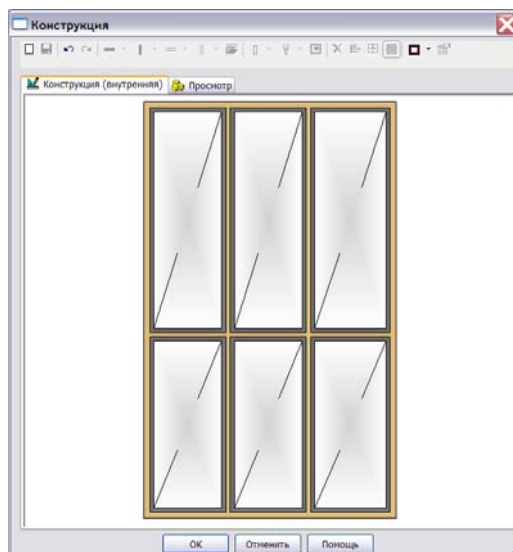 Конструкция
Конструкция (внутренняя) Просмотр
OK Отменить Помощь